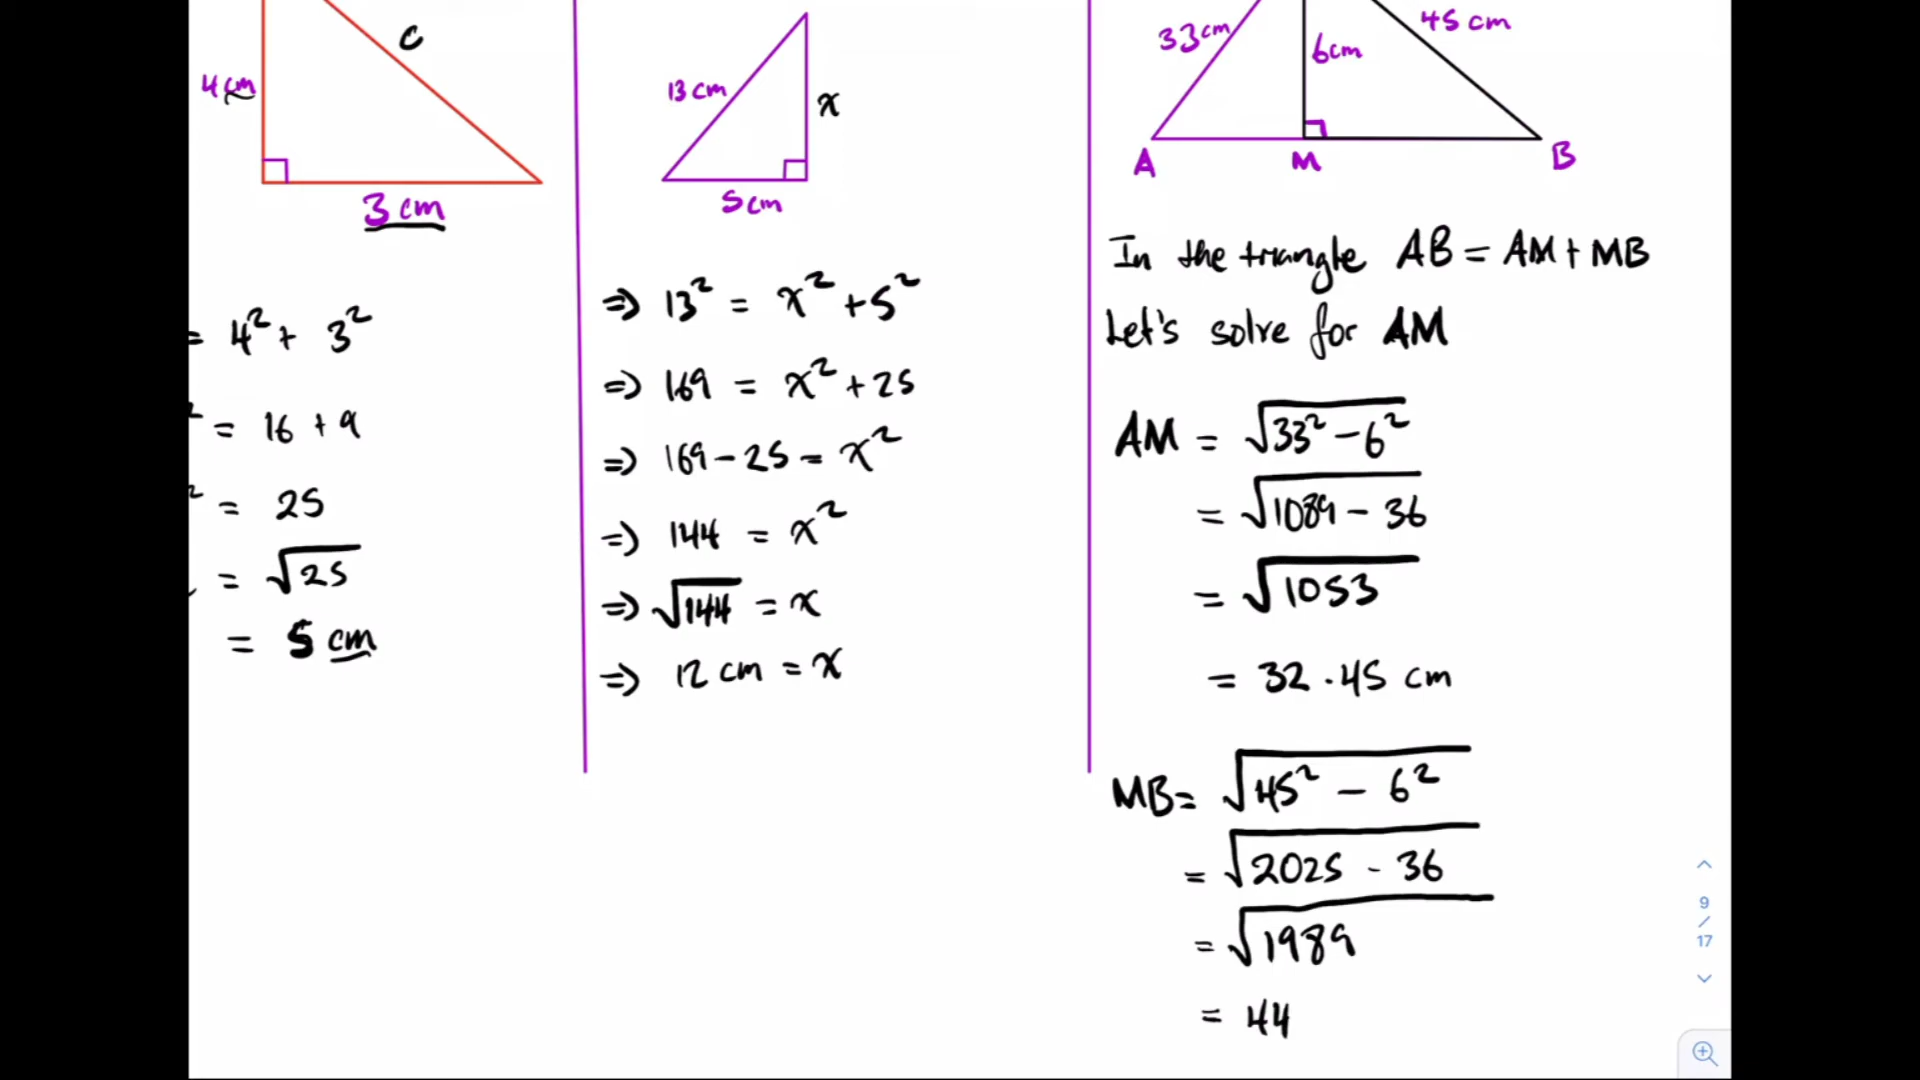 c
4cm
3 cm
= 4² + 3²
² = 16 + 9
² = 25
= √25
= 5 cm
13 cm
x
5cm
=> 13² = x² + 5²
=> 169 = x² + 25
=> 169 - 25 = x²
=> 144 = x²
=> √144 = x
=> 12 cm = x
33cm
6cm
45 cm
A
M
B
In the triangle AB = AM + MB
Let's solve for AM
AM = √33² - 6²
= √1089 - 36
= √1053
= 32.45 cm
MB = √45² - 6²
= √2025 - 36
= √1989
= 44
9
/
17